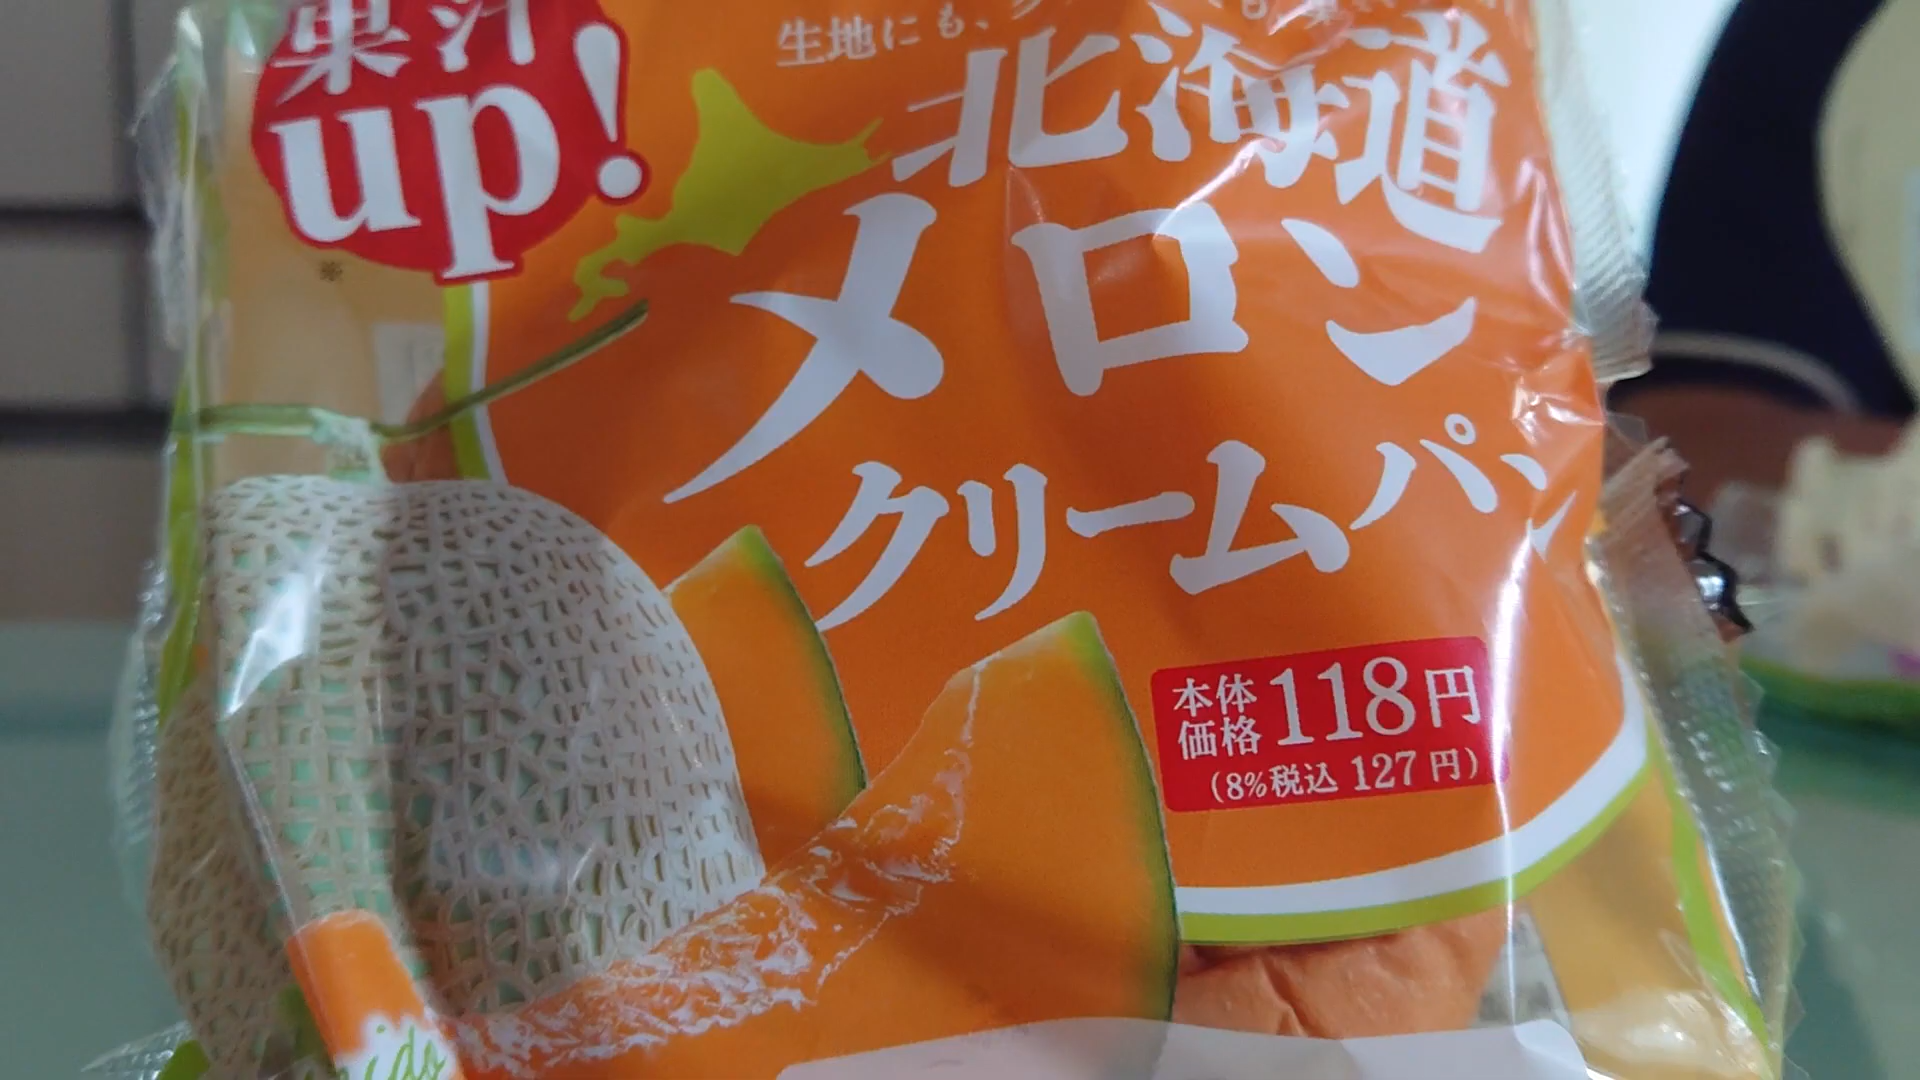 果汁
up!
※
生地にも、
北海道
メロン
クリームパン
本体
価格118円
(8%税込 127円)